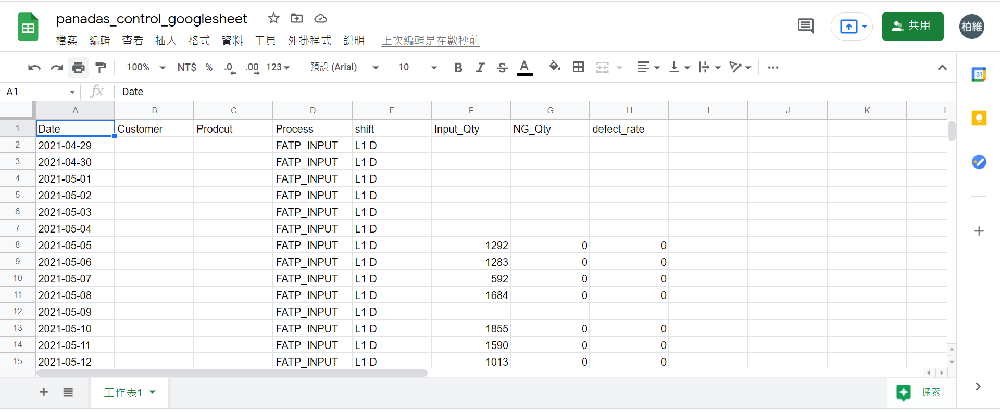 panadas_control_googlesheet
檔案 編輯 查看 插入 格式 資料 工具 外掛程式 說明 上次編輯是在數秒前
共用
柏維
100% NT$ % .0 .00 123 預設 (Arial) 10 B I S A
31
A1 fx Date
A B C D E F G H I J K L
1 Date Customer Prodcut Process shift Input_Qty NG_Qty defect_rate
2 2021-04-29 FATP_INPUT L1 D
3 2021-04-30 FATP_INPUT L1 D
4 2021-05-01 FATP_INPUT L1 D
5 2021-05-02 FATP_INPUT L1 D
6 2021-05-03 FATP_INPUT L1 D
7 2021-05-04 FATP_INPUT L1 D
8 2021-05-05 FATP_INPUT L1 D 1292 0 0
9 2021-05-06 FATP_INPUT L1 D 1283 0 0
10 2021-05-07 FATP_INPUT L1 D 592 0 0
11 2021-05-08 FATP_INPUT L1 D 1684 0 0
12 2021-05-09 FATP_INPUT L1 D
13 2021-05-10 FATP_INPUT L1 D 1855 0 0
14 2021-05-11 FATP_INPUT L1 D 1590 0 0
15 2021-05-12 FATP_INPUT L1 D 1013 0 0
工作表1
探索